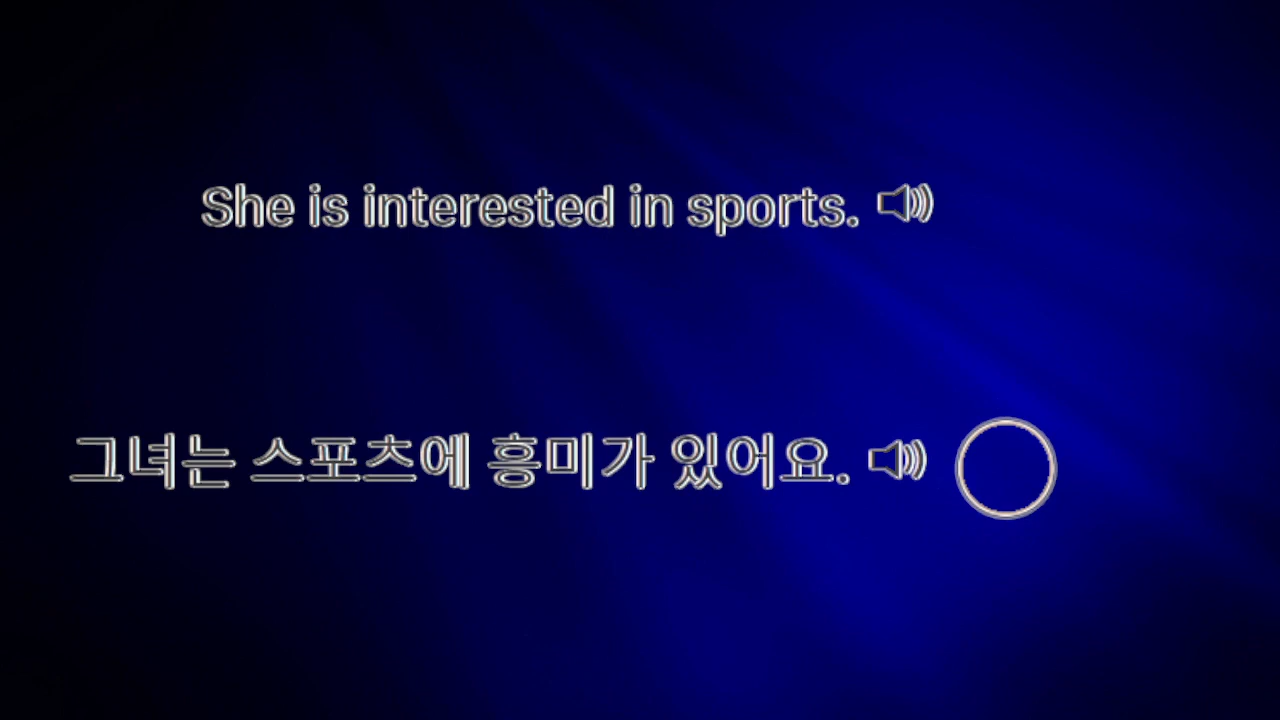 She is interested in sports.
그녀는 스포츠에 흥미가 있어요.